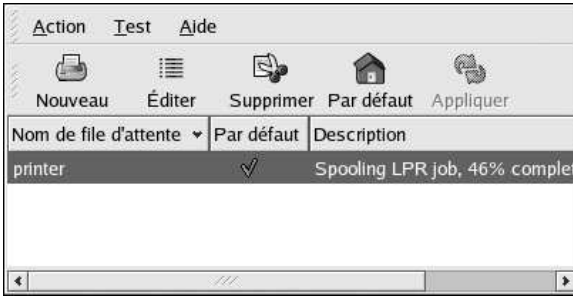 Action Test Aide
Nouveau Éditer Supprimer Par défaut Appliquer
Nom de file d'attente Par défaut Description
printer Spooling LPR job, 46% complet